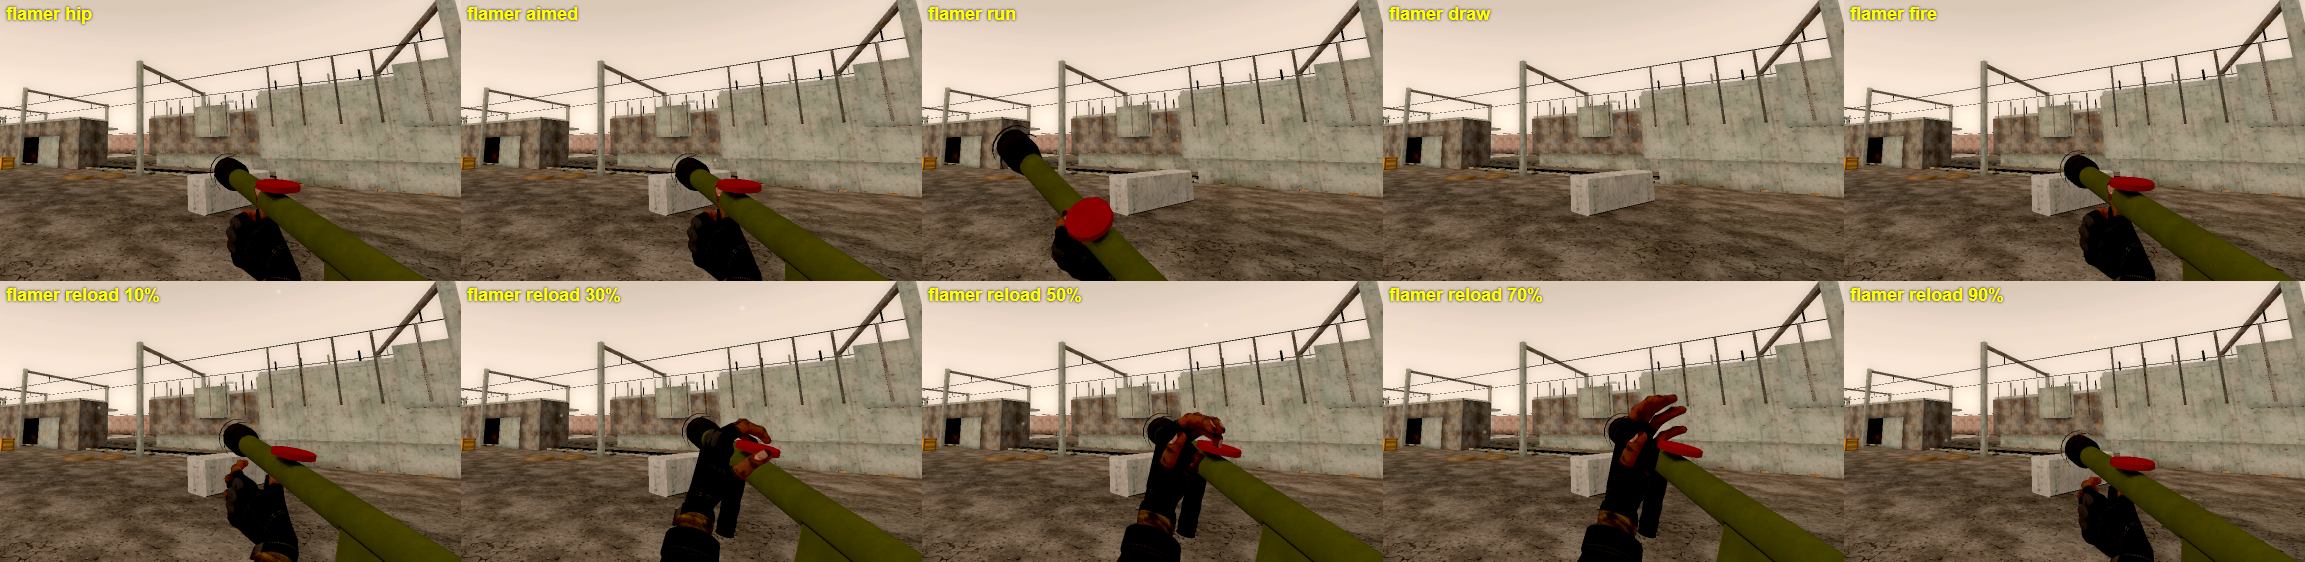 flamer hip
flamer aimed
flamer run
flamer draw
flamer fire
flamer reload 10%
flamer reload 30%
flamer reload 50%
flamer reload 70%
flamer reload 90%